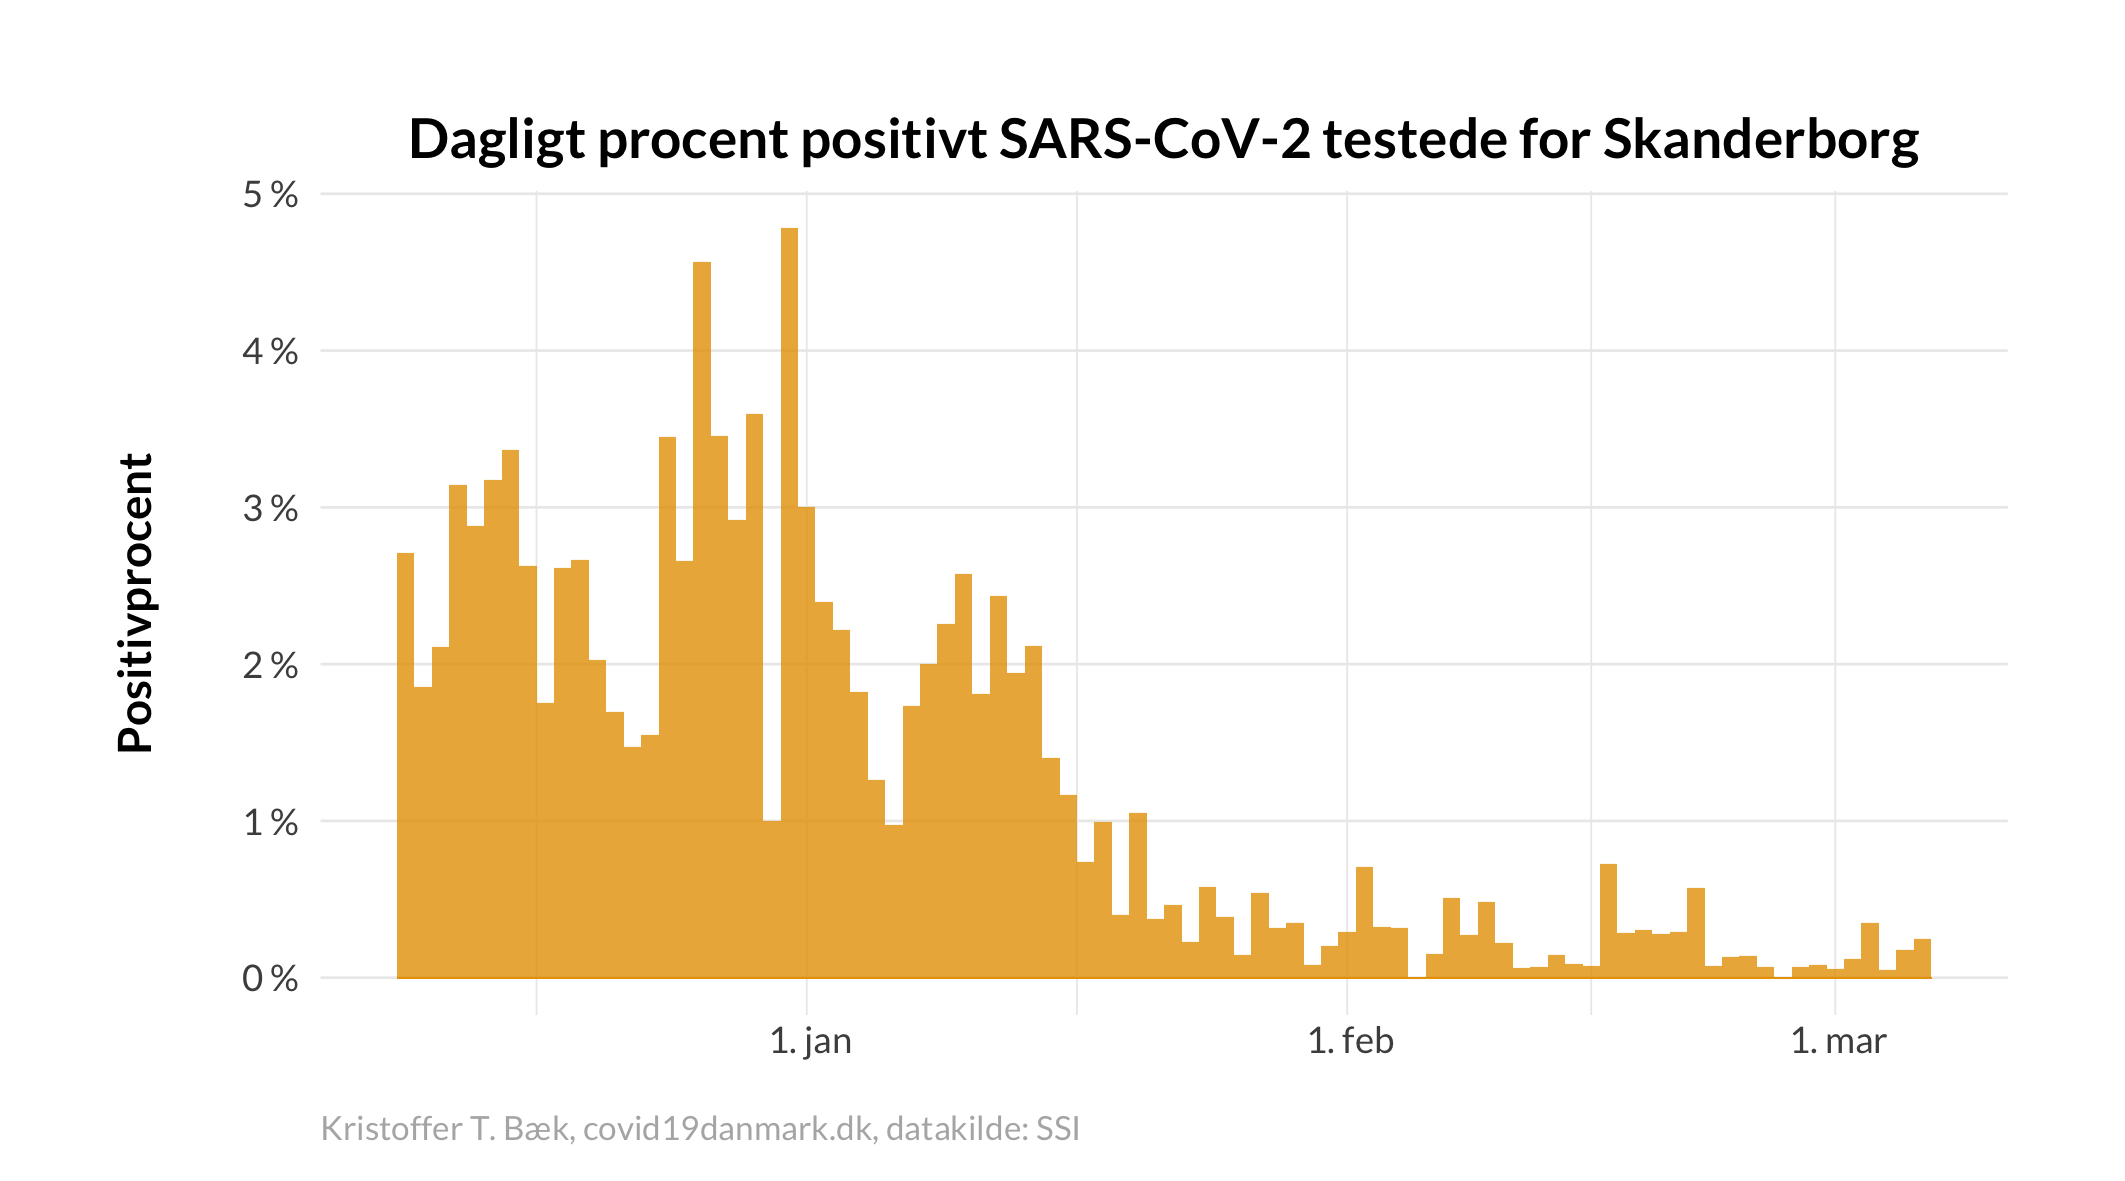 Dagligt procent positivt SARS-CoV-2 testede for Skanderborg
5 %
4 %
3 %
2 %
1 %
0 %
Positivprocent
1. jan
1. feb
1. mar
Kristoffer T. Bæk, covid19danmark.dk, datakilde: SSI